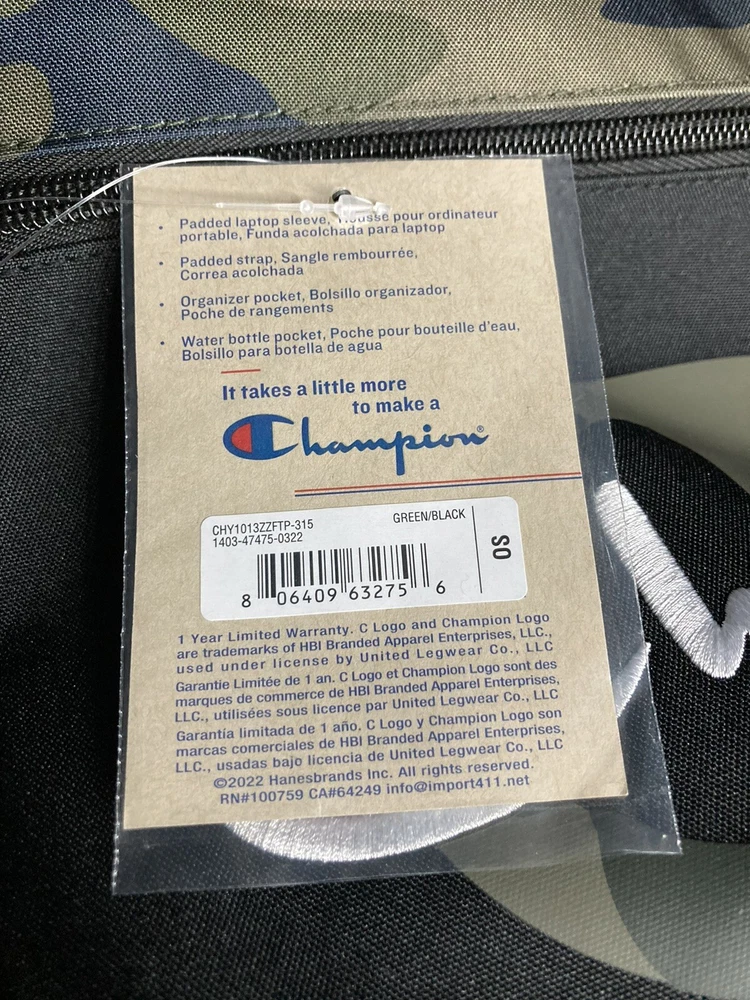 • Padded laptop sleeve, Housse pour ordinateur
portable, Funda acolchada para laptop
• Padded strap, Sangle rembourrée,
Correa acolchada
• Organizer pocket, Bolsillo organizador,
Poche de rangements
• Water bottle pocket, Poche pour bouteille d'eau,
Bolsillo para botella de agua
It takes a little more
to make a
Champion®
CHY1013ZZFTP-315 GREEN/BLACK
1403-47475-0322
OS
8 06409 63275 6
1 Year Limited Warranty. C Logo and Champion Logo
are trademarks of HBI Branded Apparel Enterprises, LLC.,
used under license by United Legwear Co., LLC
Garantie Limitée de 1 an. C Logo et Champion Logo sont des
marques de commerce de HBI Branded Apparel Enterprises,
LLC., utilisées sous licence par United Legwear Co., LLC
Garantía limitada de 1 año. C Logo y Champion Logo son
marcas comerciales de HBI Branded Apparel Enterprises,
LLC., usadas bajo licencia de United Legwear Co., LLC
©2022 Hanesbrands Inc. All rights reserved.
RN#100759 CA#64249 info@import411.net